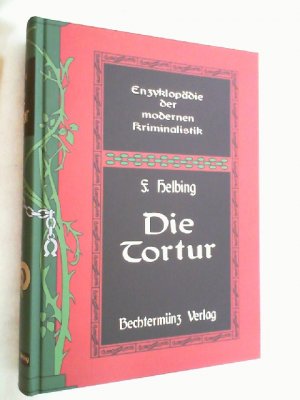 Enzyklopädie
der
modernen
Kriminalistik
F. Helbing
Die
Tortur
Bechtermünz Verlag